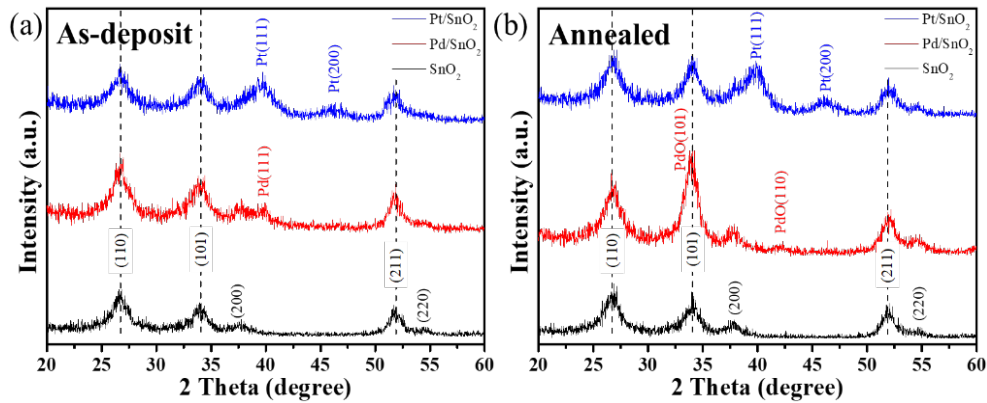 (a)
As-deposit
Pt/SnO₂
Pd/SnO₂
SnO₂
Pt(111)
Pt(200)
Pd(111)
(110)
(101)
(200)
(211)
(220)
Intensity (a.u.)
20 25 30 35 40 45 50 55 60
2 Theta (degree)
(b)
Annealed
Pt/SnO₂
Pd/SnO₂
SnO₂
Pt(111)
Pt(200)
PdO(101)
PdO(110)
(110)
(101)
(200)
(211)
(220)
Intensity (a.u.)
20 25 30 35 40 45 50 55 60
2 Theta (degree)